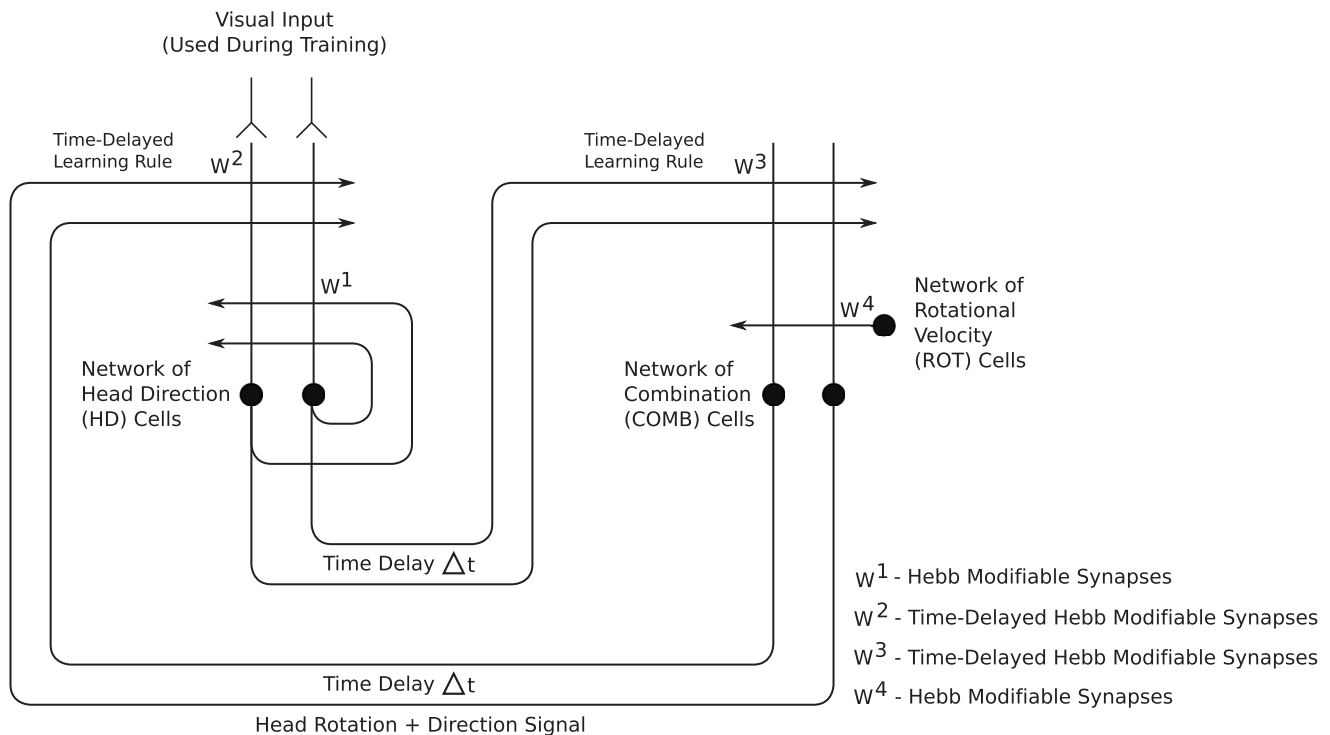 Visual Input
(Used During Training)
Time-Delayed
Learning Rule
W2
Time-Delayed
Learning Rule
W3
W1
W4
Network of
Rotational
Velocity
(ROT) Cells
Network of
Head Direction
(HD) Cells
Network of
Combination
(COMB) Cells
Time Delay △t
Time Delay △t
Head Rotation + Direction Signal
W1 - Hebb Modifiable Synapses
W2 - Time-Delayed Hebb Modifiable Synapses
W3 - Time-Delayed Hebb Modifiable Synapses
W4 - Hebb Modifiable Synapses